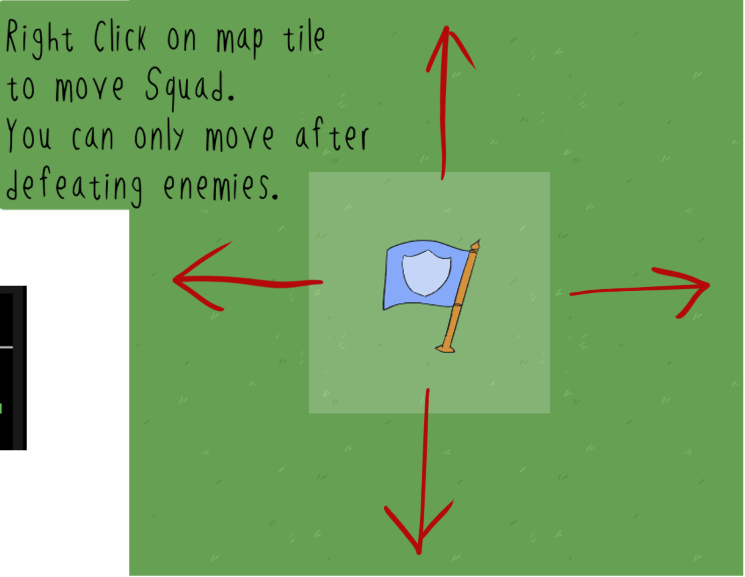 Right Click on map tile
to move Squad.
You can only move after
defeating enemies.